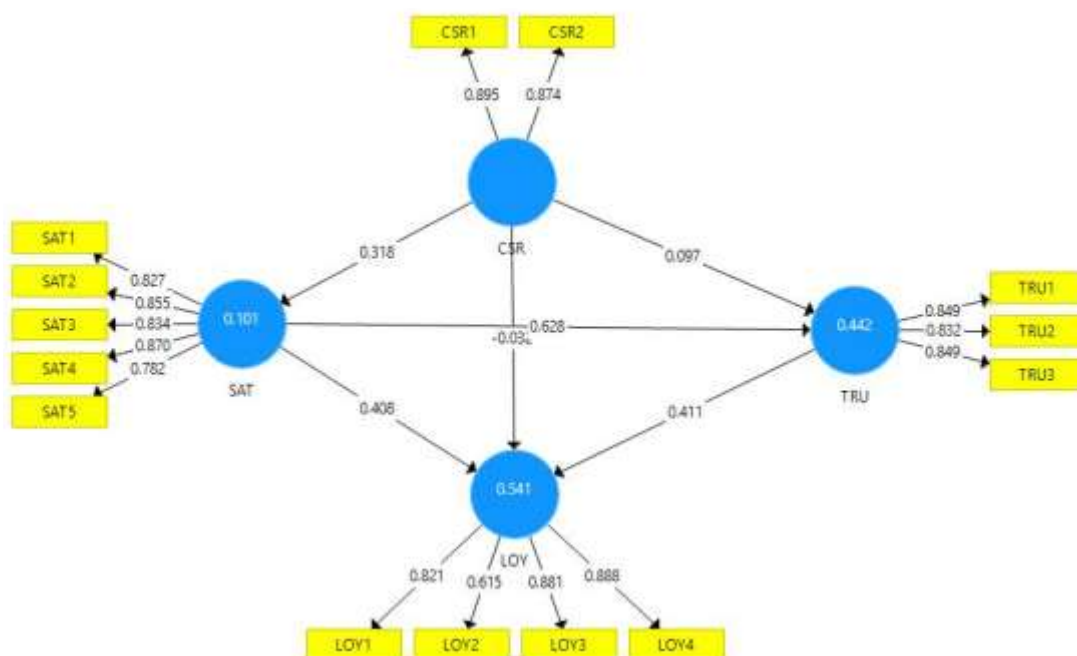 CSR1 CSR2
0.895 0.874
CSR
0.318 0.097
SAT1
SAT2
SAT3
SAT4
SAT5
0.827
0.855
0.834
0.870
0.782
0.101
SAT
0.628
0.442
TRU
0.849
0.832
0.849
TRU1
TRU2
TRU3
0.408 0.411
0.541
LOY
0.821 0.615 0.881 0.888
LOY1 LOY2 LOY3 LOY4